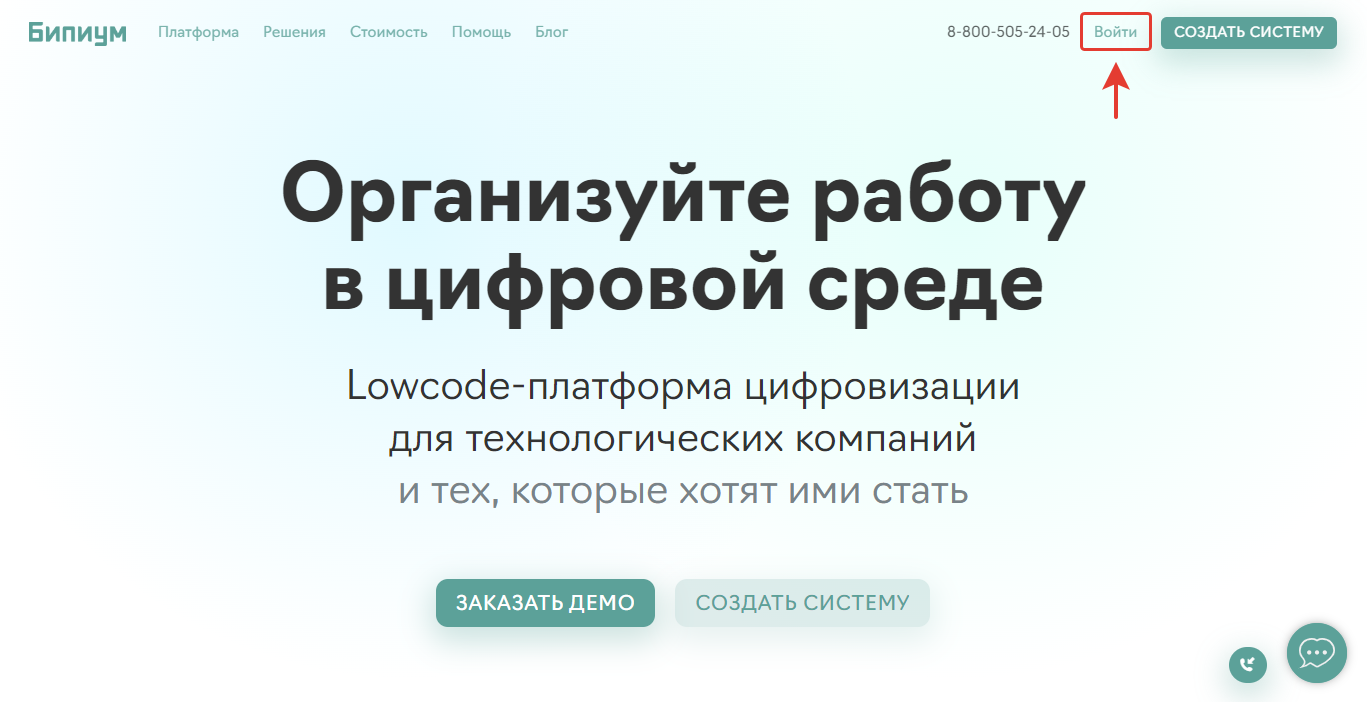 Бипиум Платформа Решения Стоимость Помощь Блог 8-800-505-24-05 Войти СОЗДАТЬ СИСТЕМУ
Организуйте работу
в цифровой среде
Lowcode-платформа цифровизации
для технологических компаний
и тех, которые хотят ими стать
ЗАКАЗАТЬ ДЕМО СОЗДАТЬ СИСТЕМУ